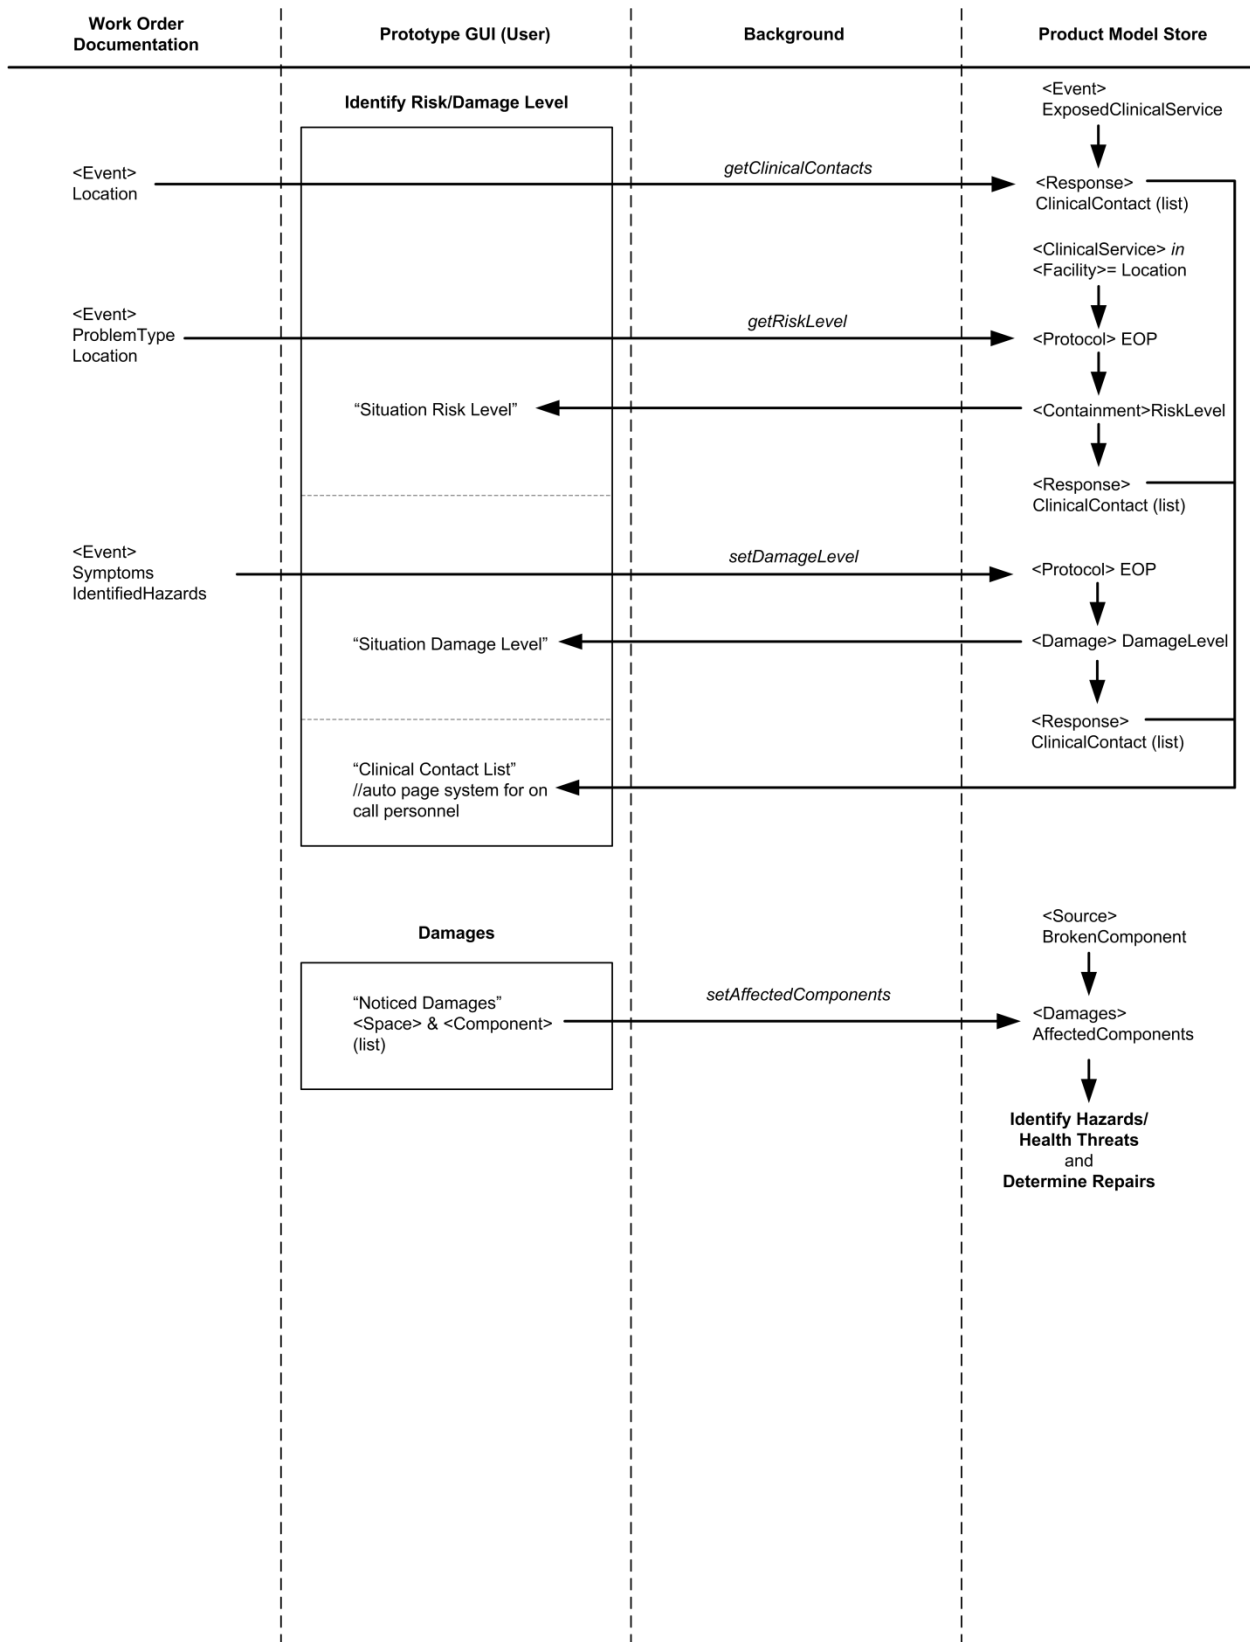 Work Order
Documentation
Prototype GUI (User)
Background
Product Model Store
Identify Risk/Damage Level
<Event>
ExposedClinicalService
<Event>
Location
getClinicalContacts
<Response>
ClinicalContact (list)
<ClinicalService> in
<Facility>= Location
<Event>
ProblemType
Location
getRiskLevel
<Protocol> EOP
“Situation Risk Level”
<Containment>RiskLevel
<Response>
ClinicalContact (list)
<Event>
Symptoms
IdentifiedHazards
setDamageLevel
<Protocol> EOP
“Situation Damage Level”
<Damage> DamageLevel
<Response>
ClinicalContact (list)
“Clinical Contact List”
//auto page system for on
call personnel
Damages
<Source>
BrokenComponent
“Noticed Damages”
<Space> & <Component>
(list)
setAffectedComponents
<Damages>
AffectedComponents
Identify Hazards/
Health Threats
and
Determine Repairs